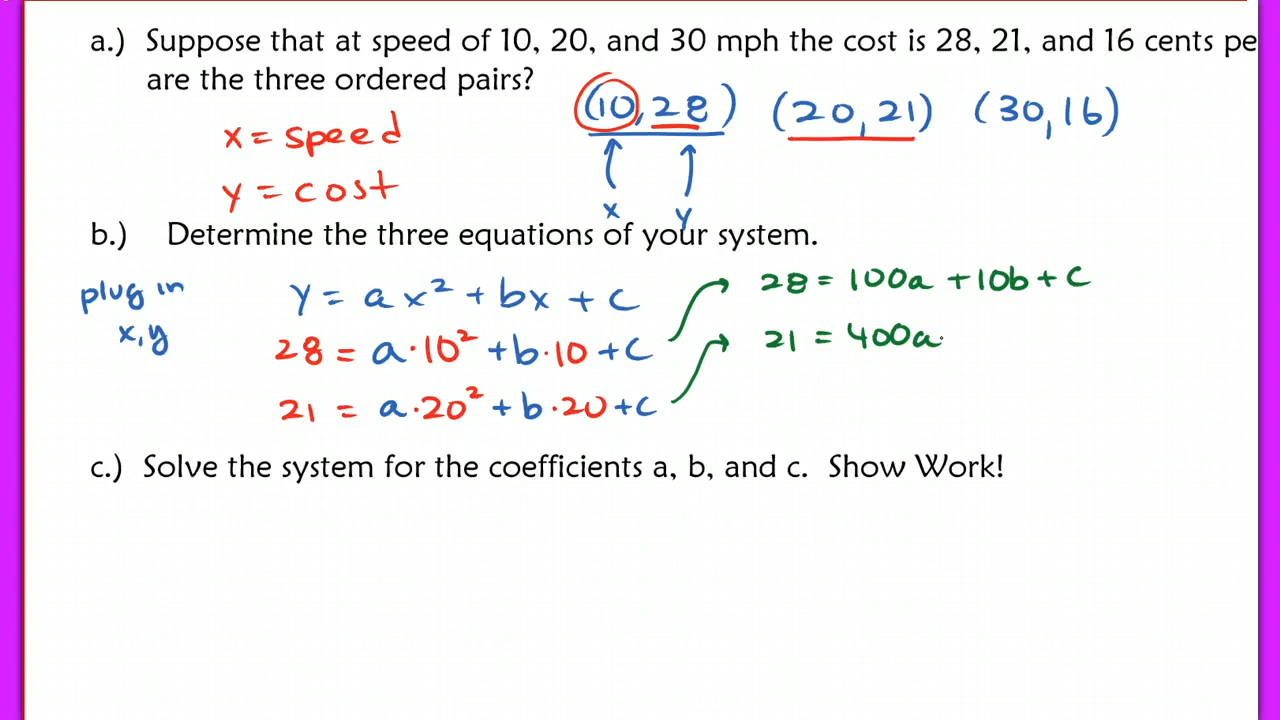 a.) Suppose that at speed of 10, 20, and 30 mph the cost is 28, 21, and 16 cents pe
are the three ordered pairs?
(10, 28) (20, 21) (30, 16)
x = speed
y = cost
x y
b.) Determine the three equations of your system.
plug in
x, y
y = ax² + bx + c
28 = 100a + 10b + c
28 = a·10² + b·10 + c
21 = 400a
21 = a·20² + b·20 + c
c.) Solve the system for the coefficients a, b, and c. Show Work!